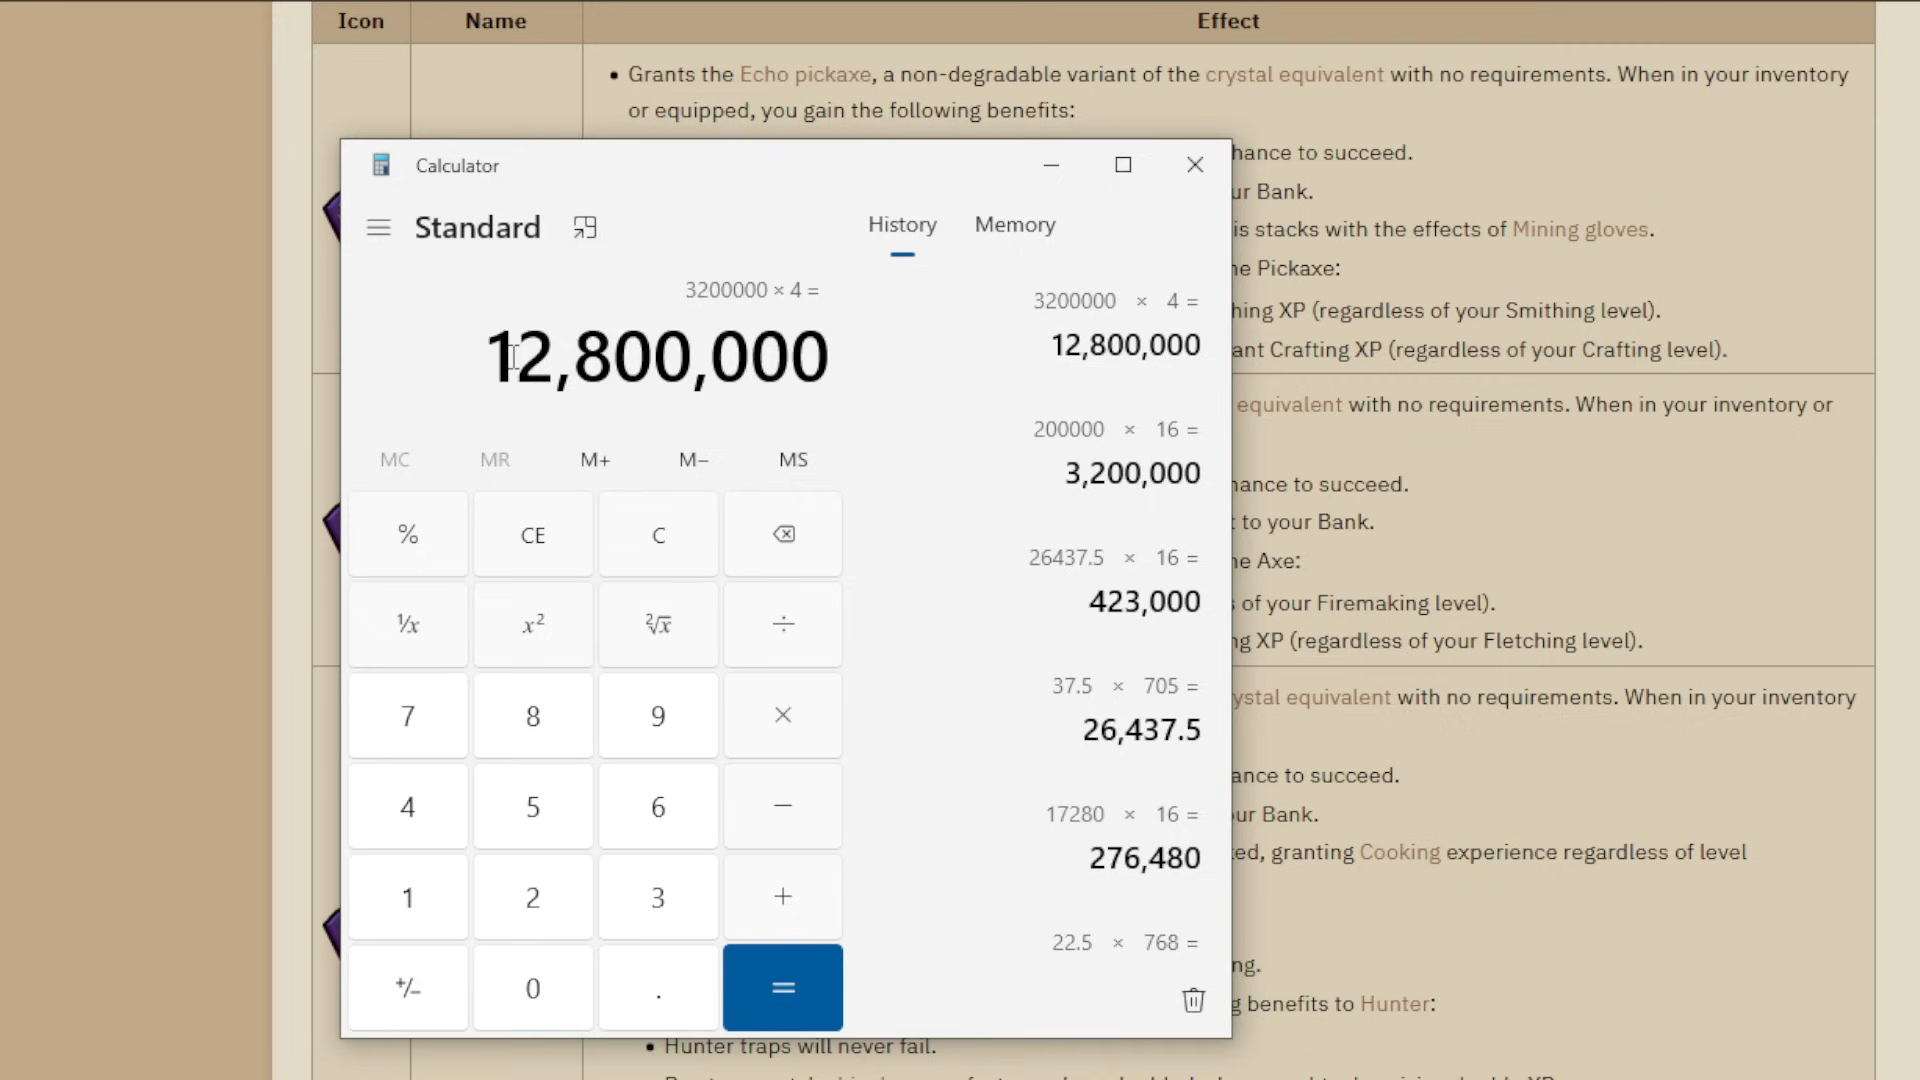 Icon Name Effect
Grants the Echo pickaxe, a non-degradable variant of the crystal equivalent with no requirements. When in your inventory
or equipped, you gain the following benefits:
hance to succeed.
ur Bank.
is stacks with the effects of Mining gloves.
he Pickaxe:
hing XP (regardless of your Smithing level).
ant Crafting XP (regardless of your Crafting level).
equivalent with no requirements. When in your inventory or
hance to succeed.
t to your Bank.
he Axe:
s of your Firemaking level).
ng XP (regardless of your Fletching level).
rystal equivalent with no requirements. When in your inventory
ance to succeed.
our Bank.
ted, granting Cooking experience regardless of level
ng.
g benefits to Hunter:
Hunter traps will never fail.
Calculator
Standard
3200000 × 4 =
12,800,000
MC MR M+ M− MS
% CE C
¹/x x² ²√x ÷
7 8 9 ×
4 5 6 −
1 2 3 +
+/− 0 . =
History Memory
3200000 × 4 =
12,800,000
200000 × 16 =
3,200,000
26437.5 × 16 =
423,000
37.5 × 705 =
26,437.5
17280 × 16 =
276,480
22.5 × 768 =